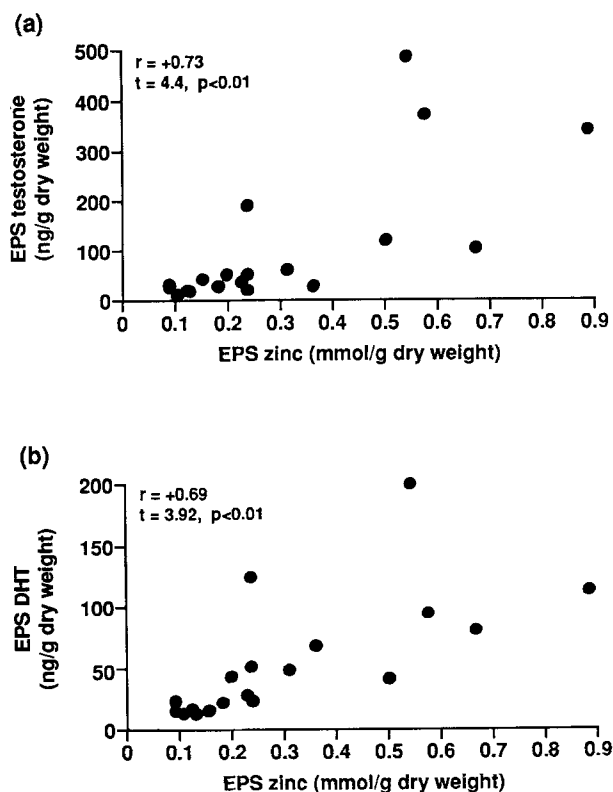 (a)
r = +0.73
t = 4.4, p<0.01
EPS testosterone
(ng/g dry weight)
500
400
300
200
100
0
0 0.1 0.2 0.3 0.4 0.5 0.6 0.7 0.8 0.9
EPS zinc (mmol/g dry weight)
(b)
r = +0.69
t = 3.92, p<0.01
EPS DHT
(ng/g dry weight)
200
150
100
50
0
0 0.1 0.2 0.3 0.4 0.5 0.6 0.7 0.8 0.9
EPS zinc (mmol/g dry weight)